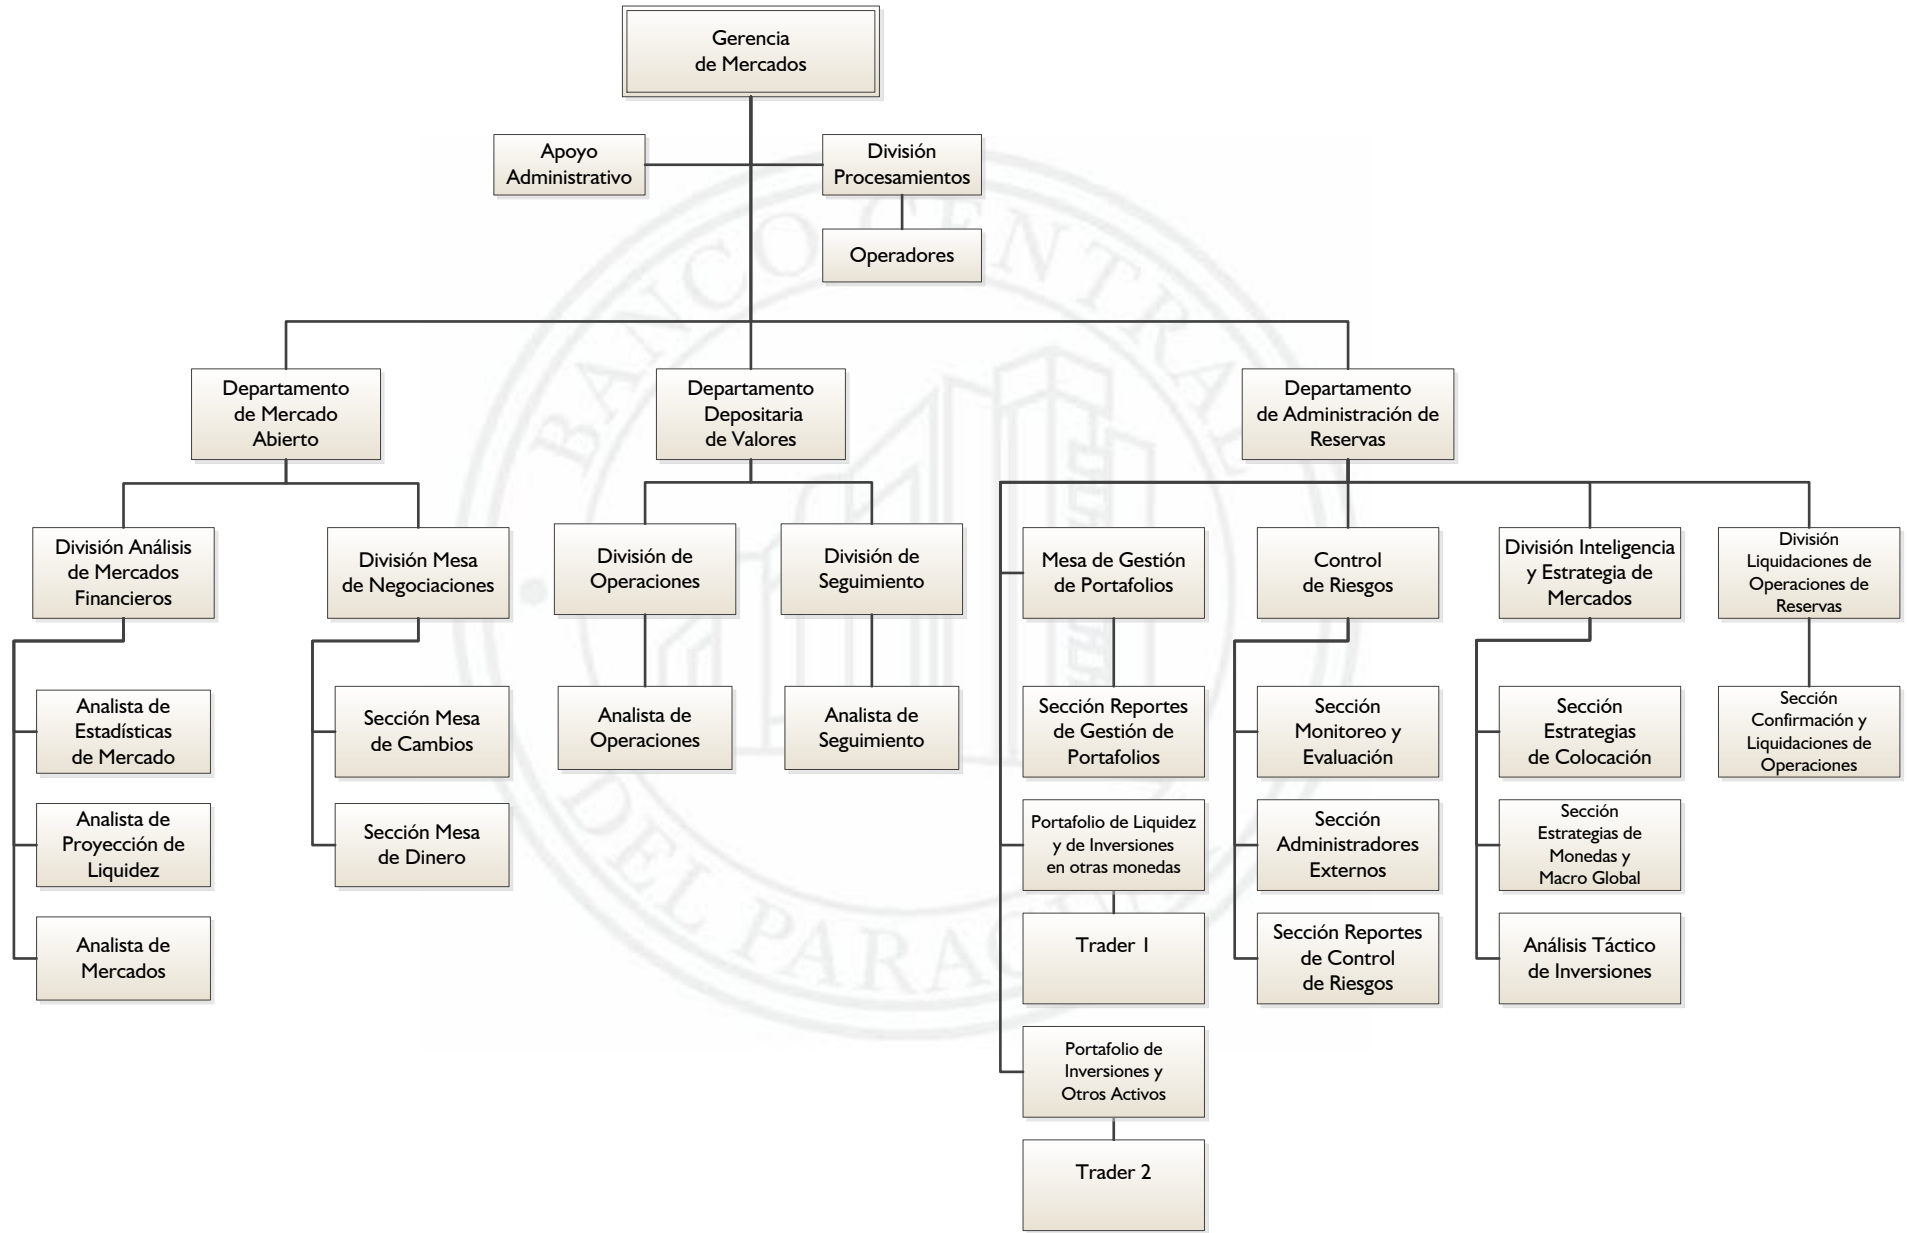 Gerencia
de Mercados
Apoyo
Administrativo
División
Procesamientos
Operadores
Departamento
de Mercado
Abierto
Departamento
Depositaria
de Valores
Departamento
de Administración de
Reservas
División Análisis
de Mercados
Financieros
División Mesa
de Negociaciones
División de
Operaciones
División de
Seguimiento
Mesa de Gestión
de Portafolios
Control
de Riesgos
División Inteligencia
y Estrategia de
Mercados
División
Liquidaciones de
Operaciones de
Reservas
Analista de
Estadísticas
de Mercado
Sección Mesa
de Cambios
Analista de
Operaciones
Analista de
Seguimiento
Sección Reportes
de Gestión de
Portafolios
Sección
Monitoreo y
Evaluación
Sección
Estrategias
de Colocación
Sección
Confirmación y
Liquidaciones de
Operaciones
Analista de
Proyección de
Liquidez
Sección Mesa
de Dinero
Portafolio de Liquidez
y de Inversiones
en otras monedas
Sección
Administradores
Externos
Sección
Estrategias de
Monedas y
Macro Global
Analista de
Mercados
Trader 1
Sección Reportes
de Control
de Riesgos
Análisis Táctico
de Inversiones
Portafolio de
Inversiones y
Otros Activos
Trader 2
BANCO CENTRAL
DEL PARAGUAY